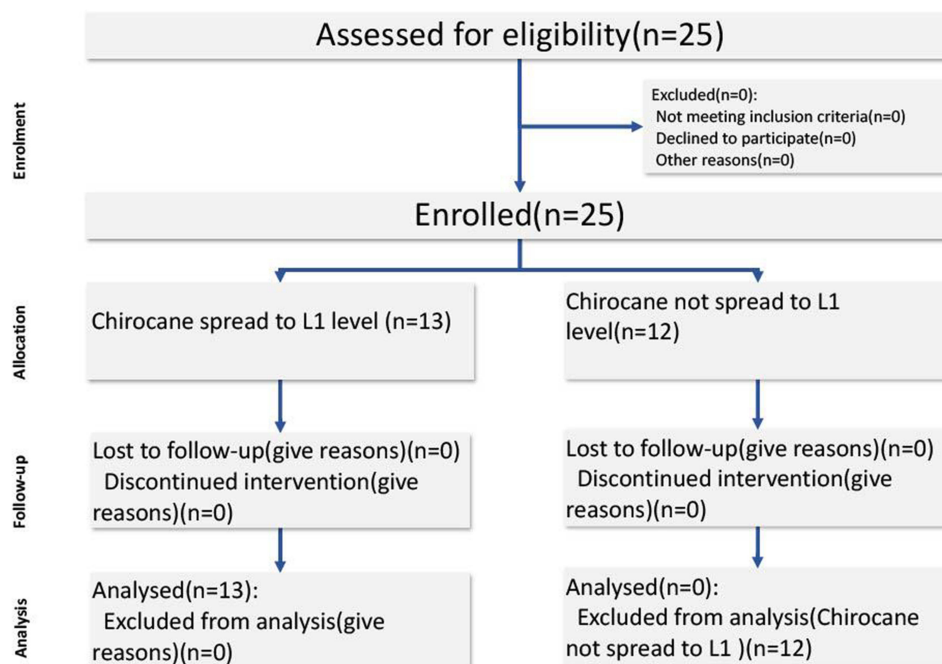 Assessed for eligibility(n=25)
Enrolment
Excluded(n=0):
Not meeting inclusion criteria(n=0)
Declined to participate(n=0)
Other reasons(n=0)
Enrolled(n=25)
Allocation
Chirocane spread to L1 level (n=13)
Chirocane not spread to L1
level(n=12)
Follow-up
Lost to follow-up(give reasons)(n=0)
Discontinued intervention(give
reasons)(n=0)
Lost to follow-up(give reasons)(n=0)
Discontinued intervention(give
reasons)(n=0)
Analysis
Analysed(n=13):
Excluded from analysis(give
reasons)(n=0)
Analysed(n=0):
Excluded from analysis(Chirocane
not spread to L1 )(n=12)